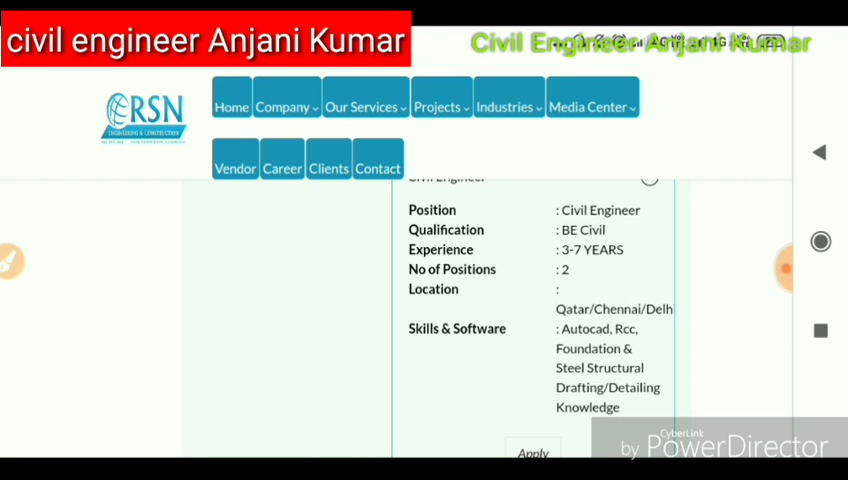 civil engineer Anjani Kumar
Civil Engineer Anjani Kumar
RSN
ENGINEERING & CONSTRUCTION
Home Company Our Services Projects Industries Media Center
Vendor Career Clients Contact
Civil Engineer
Position : Civil Engineer
Qualification : BE Civil
Experience : 3-7 YEARS
No of Positions : 2
Location :
Qatar/Chennai/Delh
Skills & Software : Autocad, Rcc,
Foundation &
Steel Structural
Drafting/Detailing
Knowledge
Apply
CyberLink
by PowerDirector